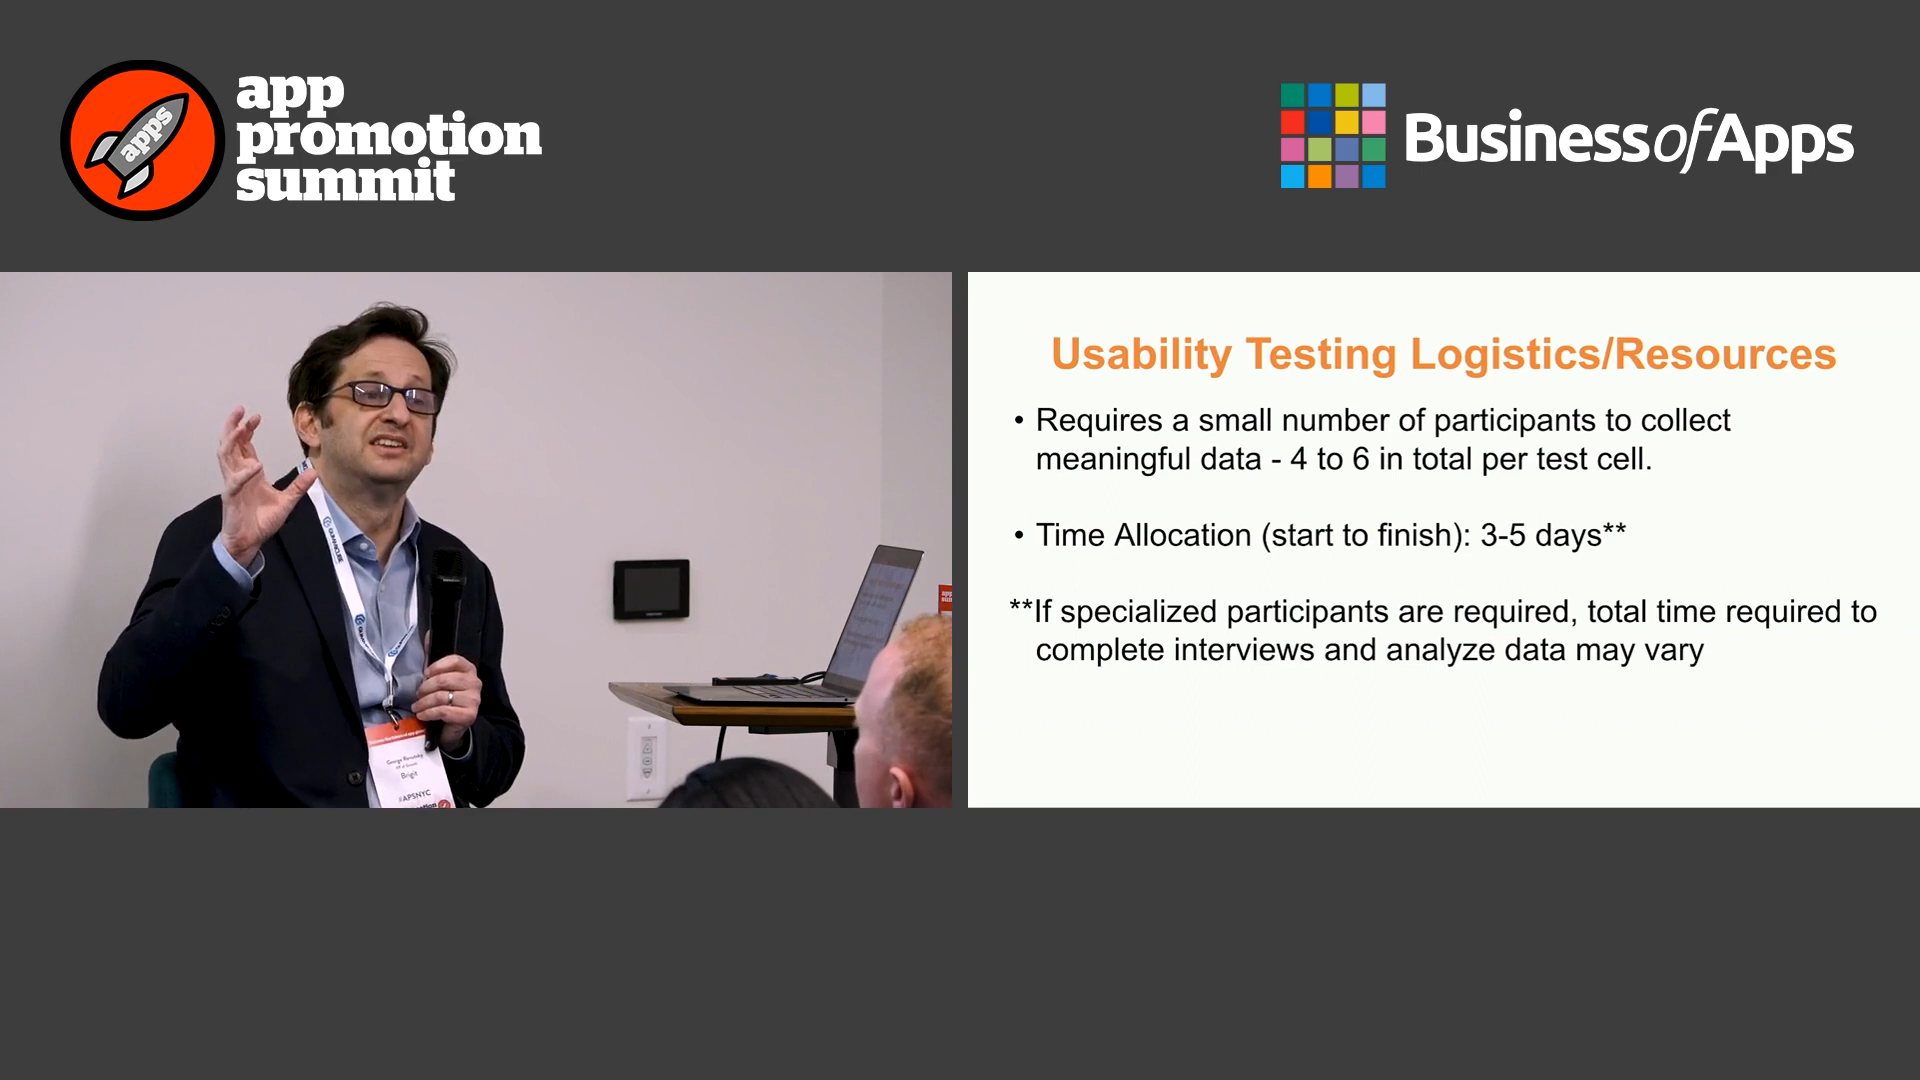 apps
app
promotion
summit
BusinessofApps
Usability Testing Logistics/Resources
• Requires a small number of participants to collect
meaningful data - 4 to 6 in total per test cell.
• Time Allocation (start to finish): 3-5 days**
**If specialized participants are required, total time required to
complete interviews and analyze data may vary
George
Brigit
#APSNYC